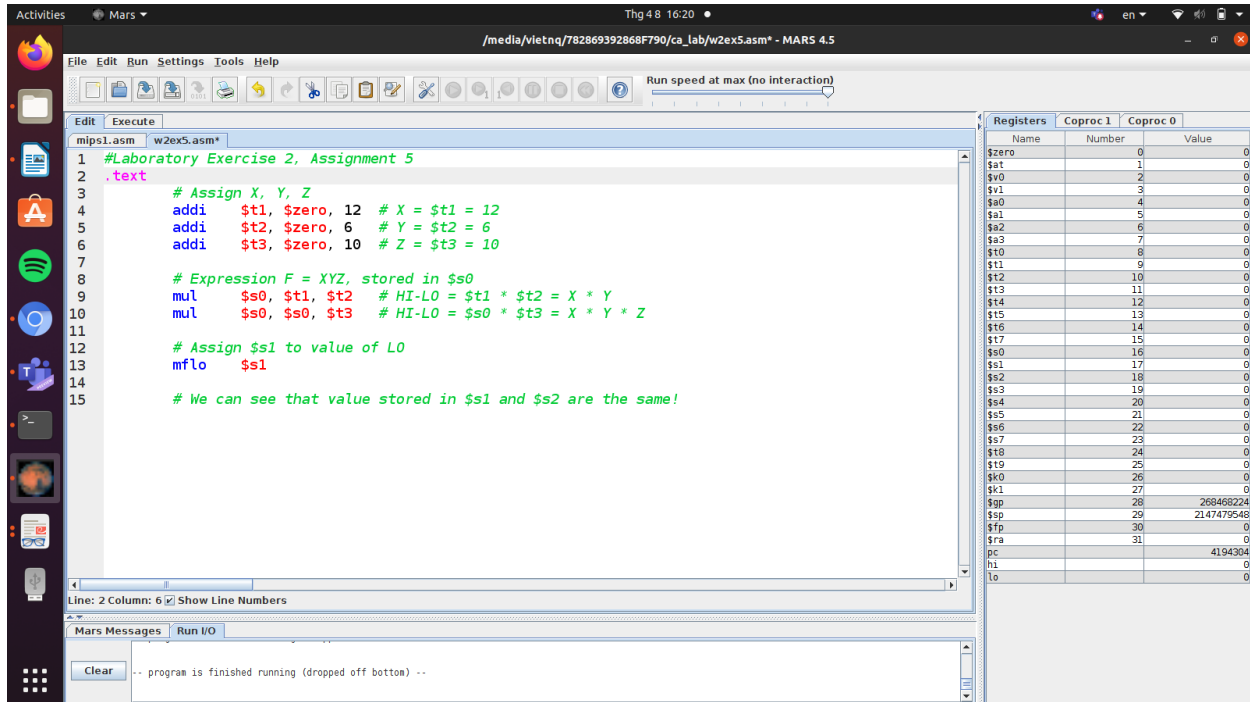 Activities Mars Thg 4 8 16:20 en
/media/vietnq/782869392868F790/ca_lab/w2ex5.asm* - MARS 4.5
File Edit Run Settings Tools Help
Run speed at max (no interaction)
Edit Execute
mips1.asm w2ex5.asm*
1 #Laboratory Exercise 2, Assignment 5
2 .text
3 # Assign X, Y, Z
4 addi $t1, $zero, 12 # X = $t1 = 12
5 addi $t2, $zero, 6 # Y = $t2 = 6
6 addi $t3, $zero, 10 # Z = $t3 = 10
7
8 # Expression F = XYZ, stored in $s0
9 mul $s0, $t1, $t2 # HI-LO = $t1 * $t2 = X * Y
10 mul $s0, $s0, $t3 # HI-LO = $s0 * $t3 = X * Y * Z
11
12 # Assign $s1 to value of LO
13 mflo $s1
14
15 # We can see that value stored in $s1 and $s2 are the same!
Line: 2 Column: 6 Show Line Numbers
Mars Messages Run I/O
Clear
-- program is finished running (dropped off bottom) --
Registers Coproc 1 Coproc 0
Name Number Value
$zero 0 0
$at 1 0
$v0 2 0
$v1 3 0
$a0 4 0
$a1 5 0
$a2 6 0
$a3 7 0
$t0 8 0
$t1 9 0
$t2 10 0
$t3 11 0
$t4 12 0
$t5 13 0
$t6 14 0
$t7 15 0
$s0 16 0
$s1 17 0
$s2 18 0
$s3 19 0
$s4 20 0
$s5 21 0
$s6 22 0
$s7 23 0
$t8 24 0
$t9 25 0
$k0 26 0
$k1 27 0
$gp 28 268468224
$sp 29 2147479548
$fp 30 0
$ra 31 0
pc 4194304
hi 0
lo 0